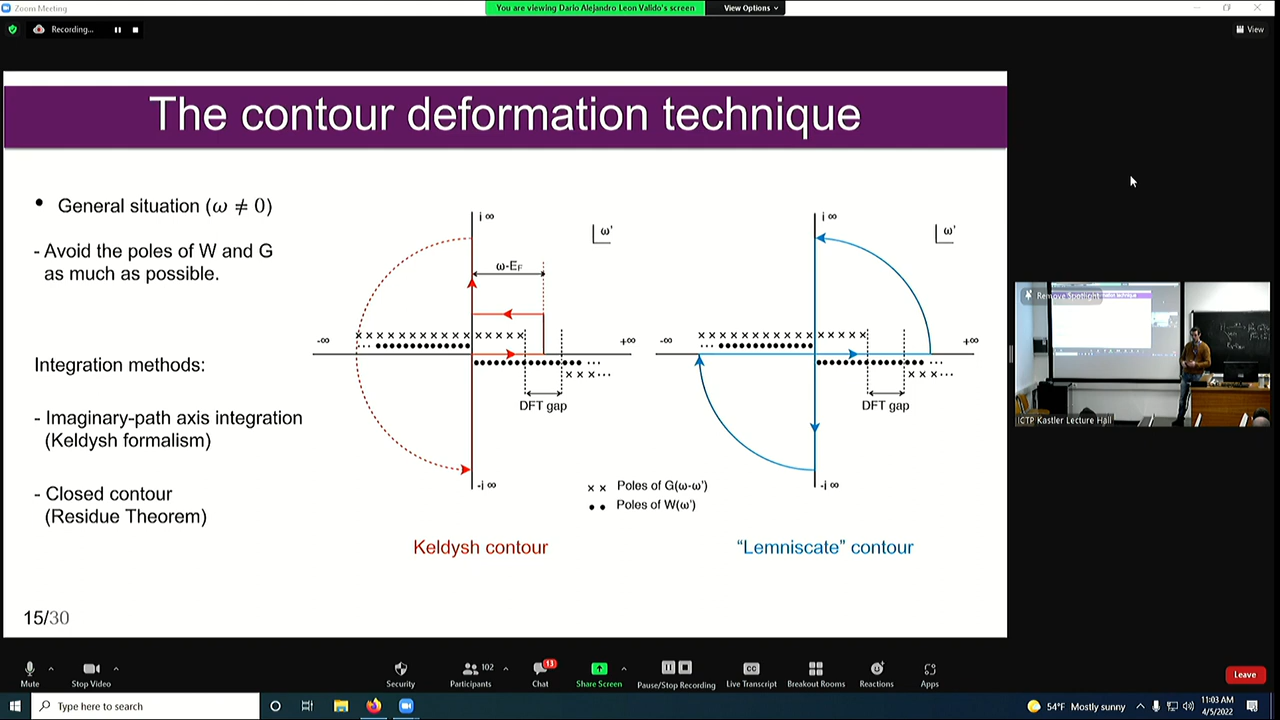 Zoom Meeting
You are viewing Dario Alejandro Leon Valido's screen
View Options
Recording...
View
The contour deformation technique
• General situation (ω ≠ 0)
- Avoid the poles of W and G
as much as possible.
Integration methods:
- Imaginary-path axis integration
(Keldysh formalism)
- Closed contour
(Residue Theorem)
i ∞
ω'
ω-E_F
-∞
+∞
DFT gap
-i ∞
Keldysh contour
i ∞
ω'
-∞
+∞
DFT gap
-i ∞
“Lemniscate” contour
× × Poles of G(ω-ω')
•• Poles of W(ω')
15/30
Remove Spotlight
ICTP Kastler Lecture Hall
Mute
Stop Video
Security
102
Participants
13
Chat
Share Screen
Pause/Stop Recording
CC
Live Transcript
Breakout Rooms
Reactions
Apps
Leave
Type here to search
54°F Mostly sunny
11:03 AM
4/5/2022